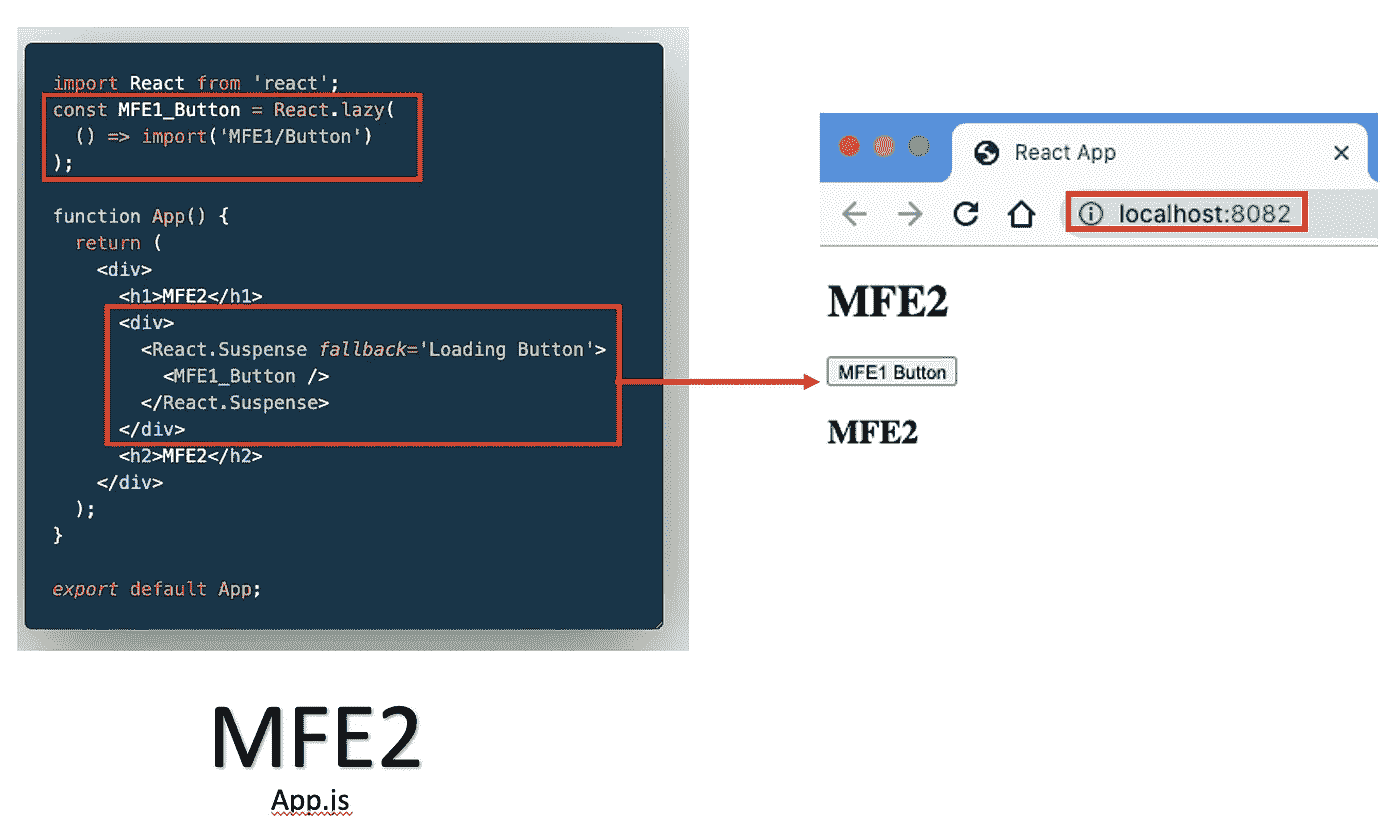 import React from 'react';
const MFE1_Button = React.lazy(
() => import('MFE1/Button')
);
function App() {
return (
<div>
<h1>MFE2</h1>
<div>
<React.Suspense fallback='Loading Button'>
<MFE1_Button />
</React.Suspense>
</div>
<h2>MFE2</h2>
</div>
);
}
export default App;
MFE2
App.js
React App
localhost:8082
MFE2
MFE1 Button
MFE2